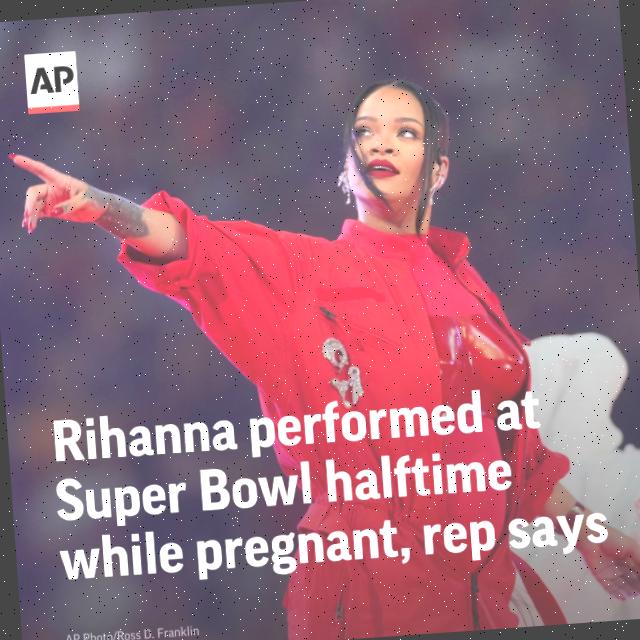 AP
Rihanna performed at
Super Bowl halftime
while pregnant, rep says
AP Photo/Ross D. Franklin